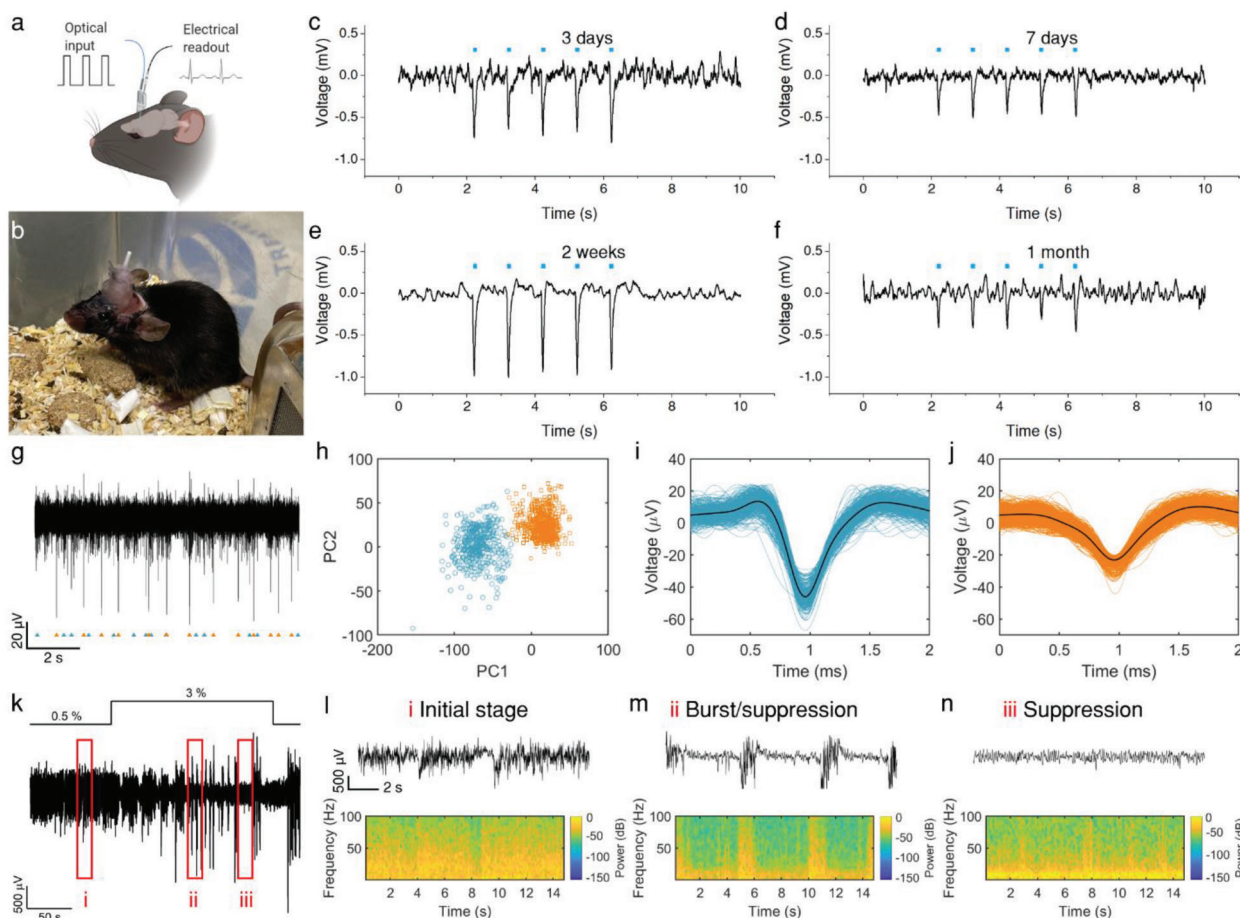 a
Optical
input
Electrical
readout
b
c
3 days
0.5
0.0
-0.5
-1.0
Voltage (mV)
0 2 4 6 8 10
Time (s)
d
7 days
0.5
0.0
-0.5
-1.0
Voltage (mV)
0 2 4 6 8 10
Time (s)
e
2 weeks
0.5
0.0
-0.5
-1.0
Voltage (mV)
0 2 4 6 8 10
Time (s)
f
1 month
0.5
0.0
-0.5
-1.0
Voltage (mV)
0 2 4 6 8 10
Time (s)
g
20 µV
2 s
h
100
50
0
-50
-100
PC2
-200 -100 0 100
PC1
i
40
20
0
-20
-40
-60
Voltage (µV)
0 0.5 1 1.5 2
Time (ms)
j
40
20
0
-20
-40
-60
Voltage (µV)
0 0.5 1 1.5 2
Time (ms)
k
0.5 %
3 %
i
ii
iii
500 µV
50 s
l
i Initial stage
500 µV
2 s
100
50
Frequency (Hz)
2 4 6 8 10 12 14
Time (s)
0
-50
-100
-150
Power (dB)
m
ii Burst/suppression
100
50
Frequency (Hz)
2 4 6 8 10 12 14
Time (s)
0
-50
-100
-150
Power (dB)
n
iii Suppression
100
50
Frequency (Hz)
2 4 6 8 10 12 14
Time (s)
0
-50
-100
-150
Power (dB)